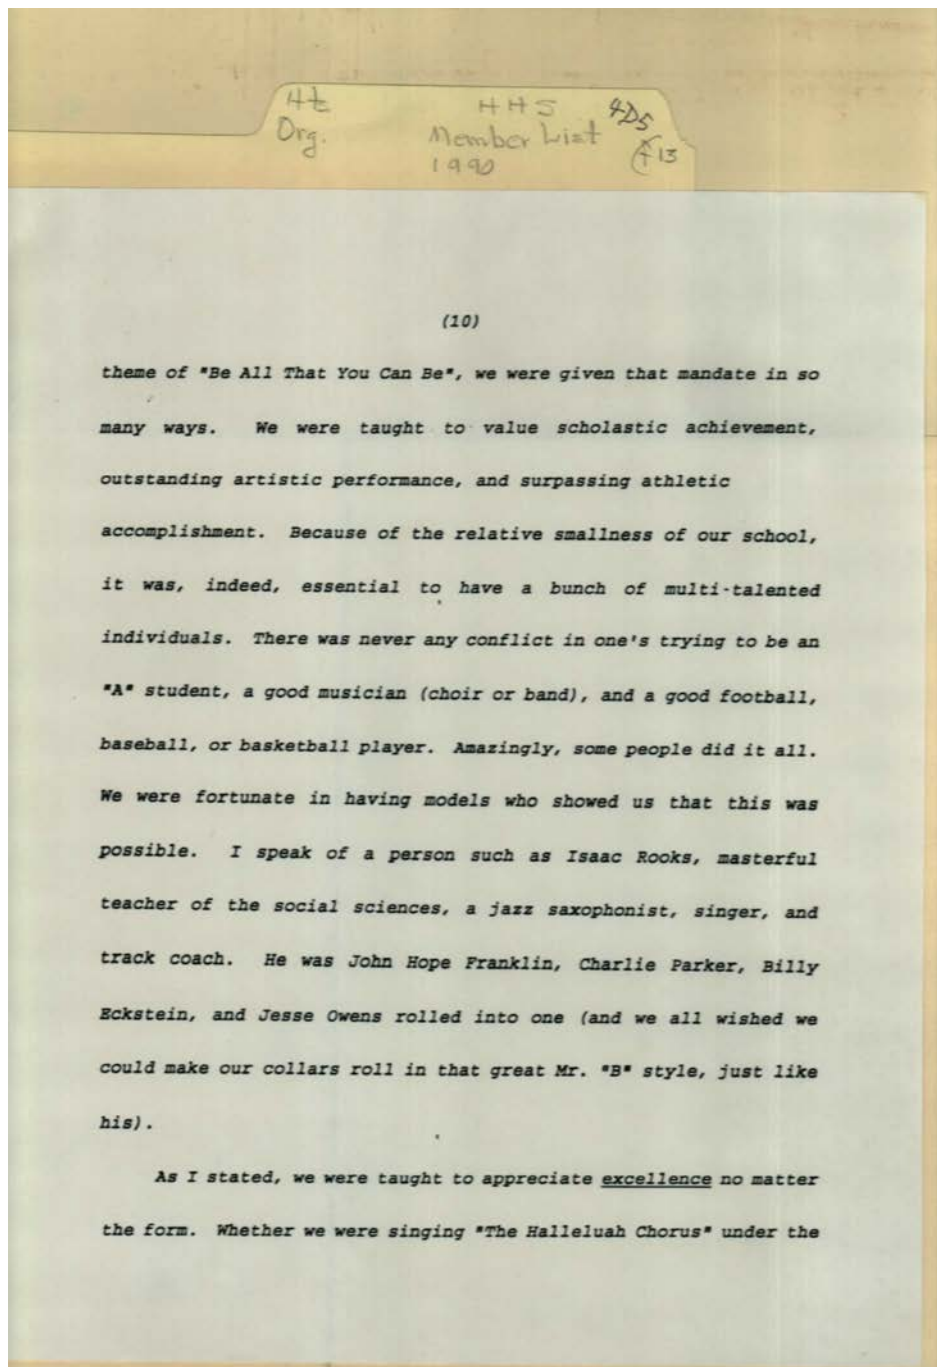 Ht HHS 4D5
Org. Member List F13
1990
(10)
theme of "Be All That You Can Be", we were given that mandate in so
many ways. We were taught to value scholastic achievement,
outstanding artistic performance, and surpassing athletic
accomplishment. Because of the relative smallness of our school,
it was, indeed, essential to have a bunch of multi-talented
individuals. There was never any conflict in one's trying to be an
"A" student, a good musician (choir or band), and a good football,
baseball, or basketball player. Amazingly, some people did it all.
We were fortunate in having models who showed us that this was
possible. I speak of a person such as Isaac Rooks, masterful
teacher of the social sciences, a jazz saxophonist, singer, and
track coach. He was John Hope Franklin, Charlie Parker, Billy
Eckstein, and Jesse Owens rolled into one (and we all wished we
could make our collars roll in that great Mr. "B" style, just like
his).
As I stated, we were taught to appreciate excellence no matter
the form. Whether we were singing "The Halleluah Chorus" under the